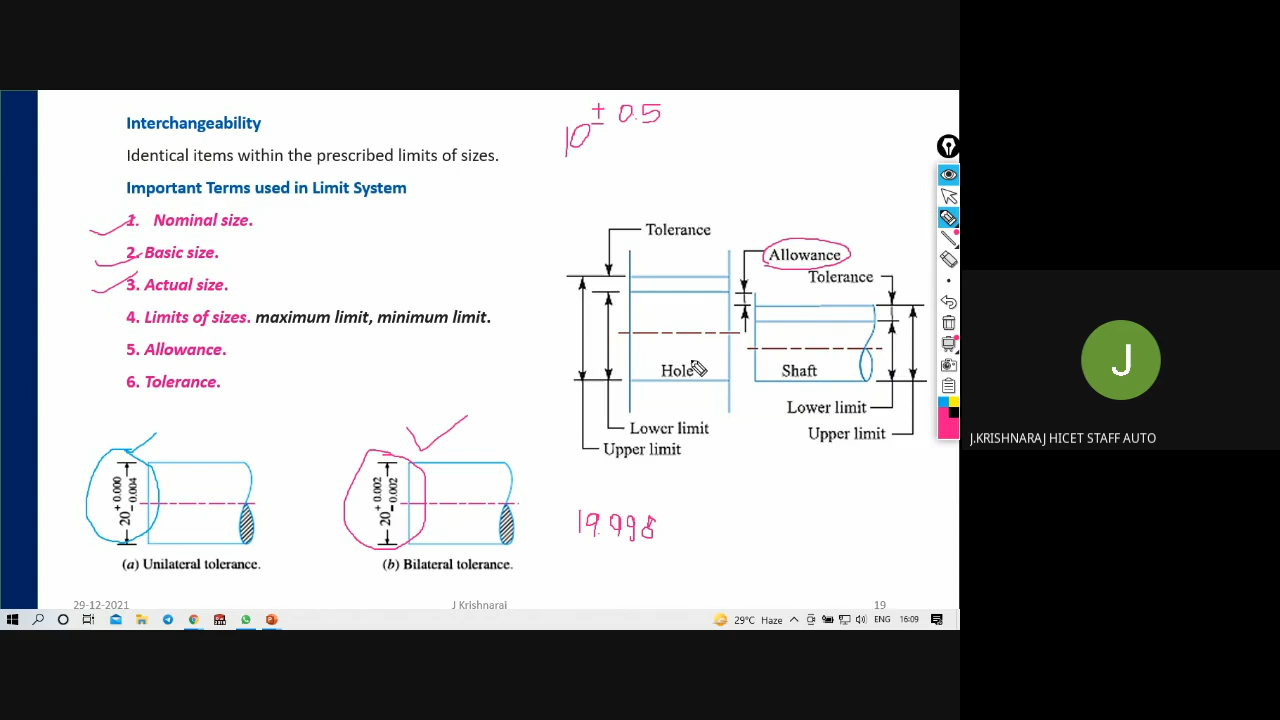 Interchangeability
10 ± 0.5
Identical items within the prescribed limits of sizes.
Important Terms used in Limit System
1. Nominal size.
2. Basic size.
3. Actual size.
4. Limits of sizes. maximum limit, minimum limit.
5. Allowance.
6. Tolerance.
Tolerance
Allowance
Tolerance
Hole
Shaft
Lower limit
Upper limit
Lower limit
Upper limit
20 +0.000 -0.004
20 +0.002 -0.002
19.998
(a) Unilateral tolerance.
(b) Bilateral tolerance.
29-12-2021
J Krishnaraj
19
J
J.KRISHNARAJ HICET STAFF AUTO
29°C Haze
ENG
16:09